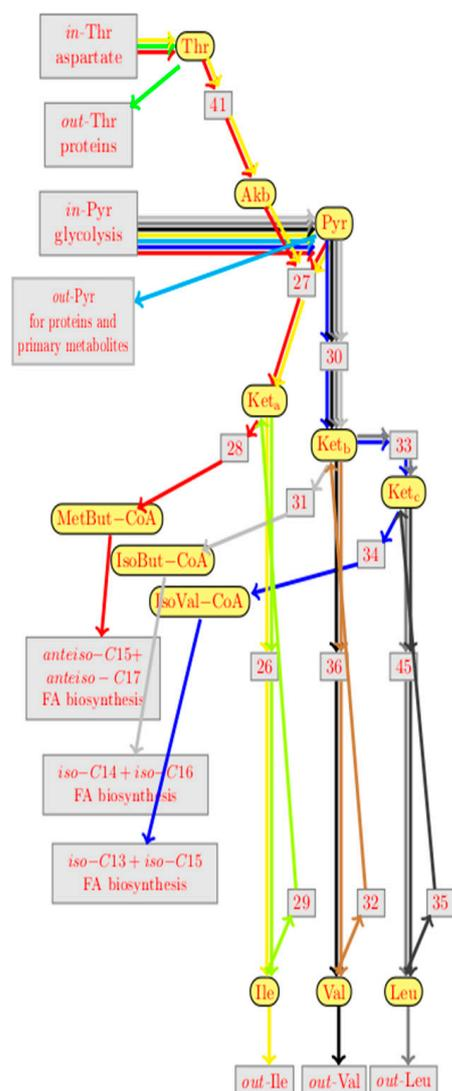 in-Thr
aspartate
Thr
41
out-Thr
proteins
Akb
in-Pyr
glycolysis
Pyr
27
out-Pyr
for proteins and
primary metabolites
30
Ket_a
28
Ket_b
33
31
Ket_c
MetBut−CoA
IsoBut−CoA
34
IsoVal−CoA
anteiso−C15+
anteiso − C17
FA biosynthesis
26
36
45
iso−C14 + iso−C16
FA biosynthesis
iso−C13 + iso−C15
FA biosynthesis
29
32
35
Ile
Val
Leu
out-Ile
out-Val
out-Leu